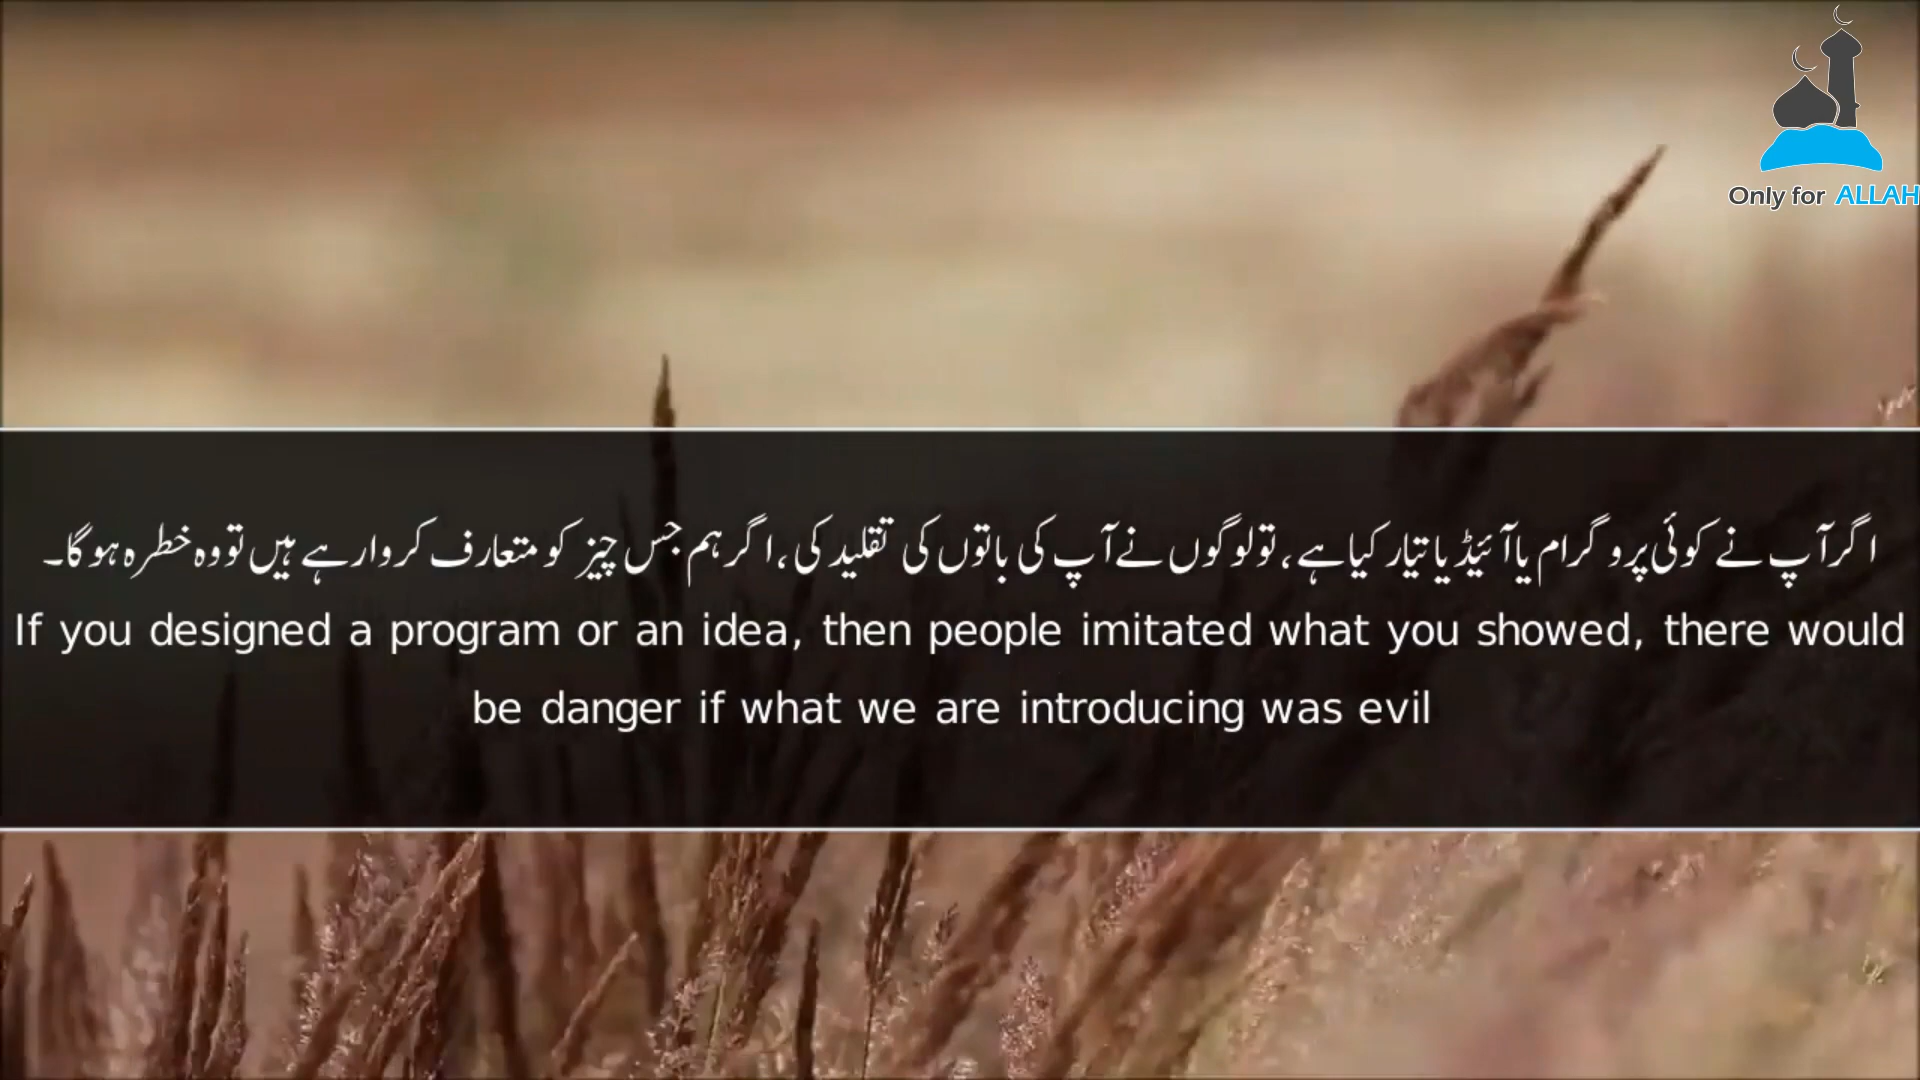 Only for ALLAH
اگر آپ نے کوئی پروگرام یا آئیڈیا تیار کیا ہے، تو لوگوں نے آپ کی باتوں کی تقلید کی، اگر ہم جس چیز کو متعارف کروا رہے ہیں تو وہ خطرہ ہو گا۔
If you designed a program or an idea, then people imitated what you showed, there would
be danger if what we are introducing was evil